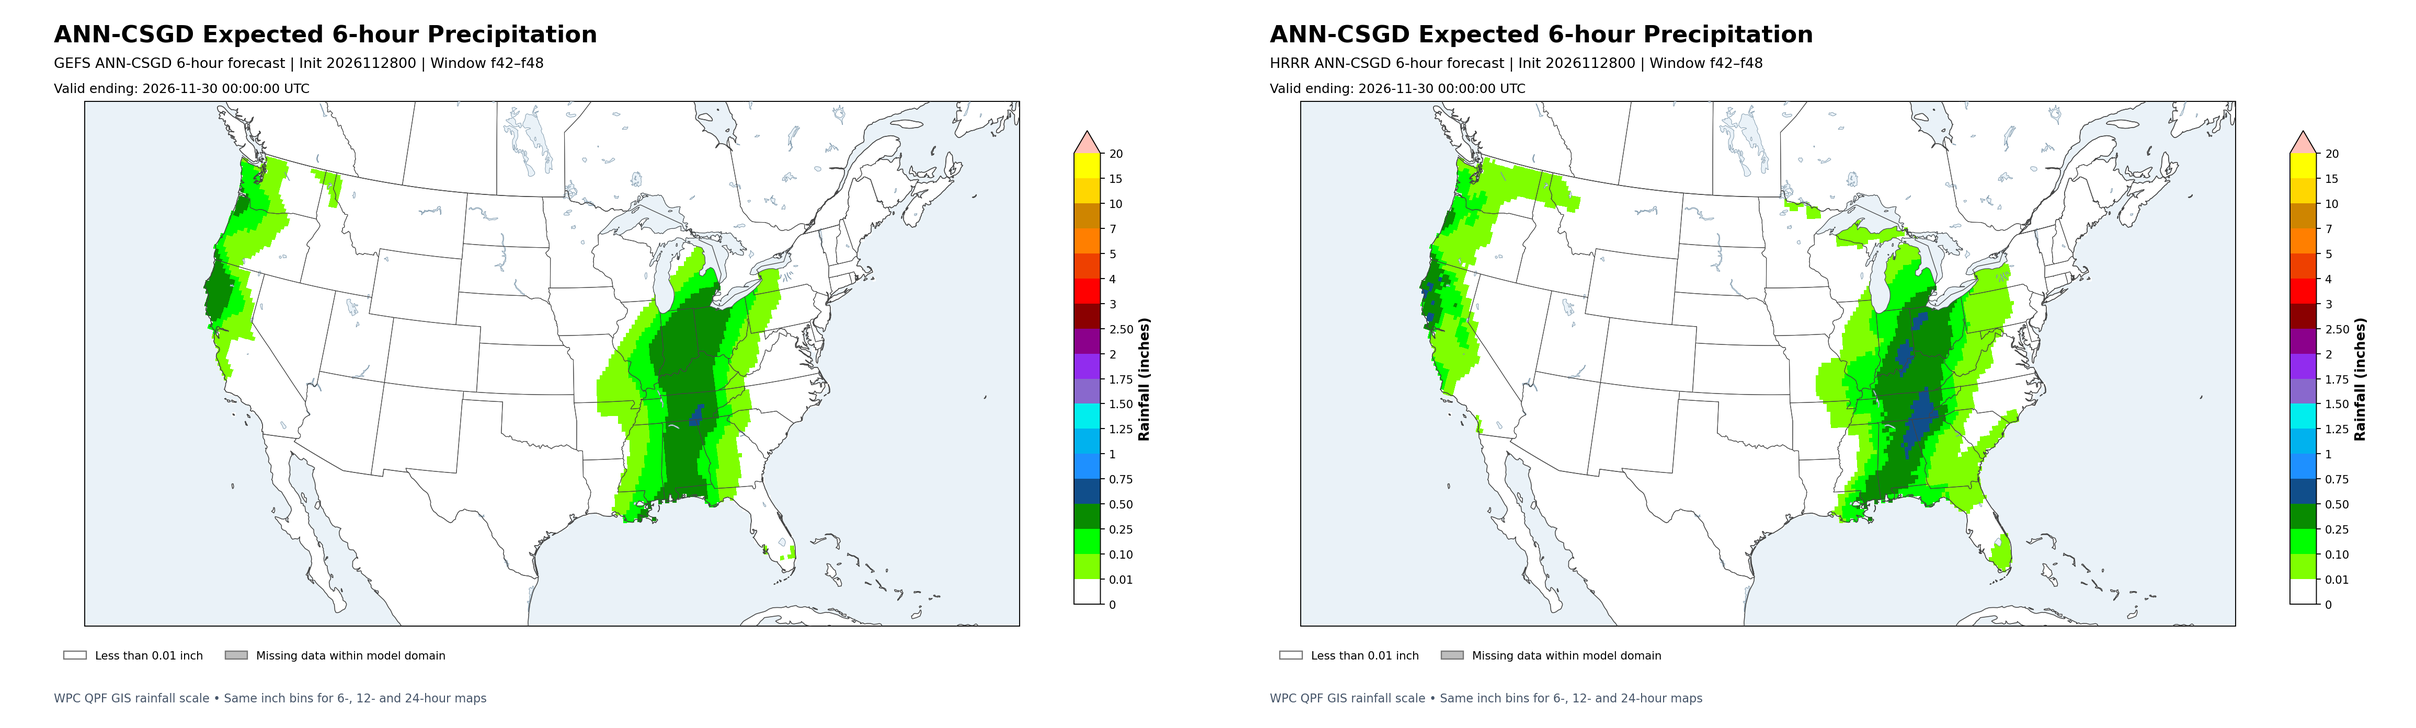 ANN-CSGD Expected 6-hour Precipitation
GEFS ANN-CSGD 6-hour forecast | Init 2026112800 | Window f42–f48
Valid ending: 2026-11-30 00:00:00 UTC
20
15
10
7
5
4
3
2.50
2
1.75
1.50
1.25
1
0.75
0.50
0.25
0.10
0.01
0
Rainfall (inches)
Less than 0.01 inch
Missing data within model domain
WPC QPF GIS rainfall scale • Same inch bins for 6-, 12- and 24-hour maps
ANN-CSGD Expected 6-hour Precipitation
HRRR ANN-CSGD 6-hour forecast | Init 2026112800 | Window f42–f48
Valid ending: 2026-11-30 00:00:00 UTC
20
15
10
7
5
4
3
2.50
2
1.75
1.50
1.25
1
0.75
0.50
0.25
0.10
0.01
0
Rainfall (inches)
Less than 0.01 inch
Missing data within model domain
WPC QPF GIS rainfall scale • Same inch bins for 6-, 12- and 24-hour maps